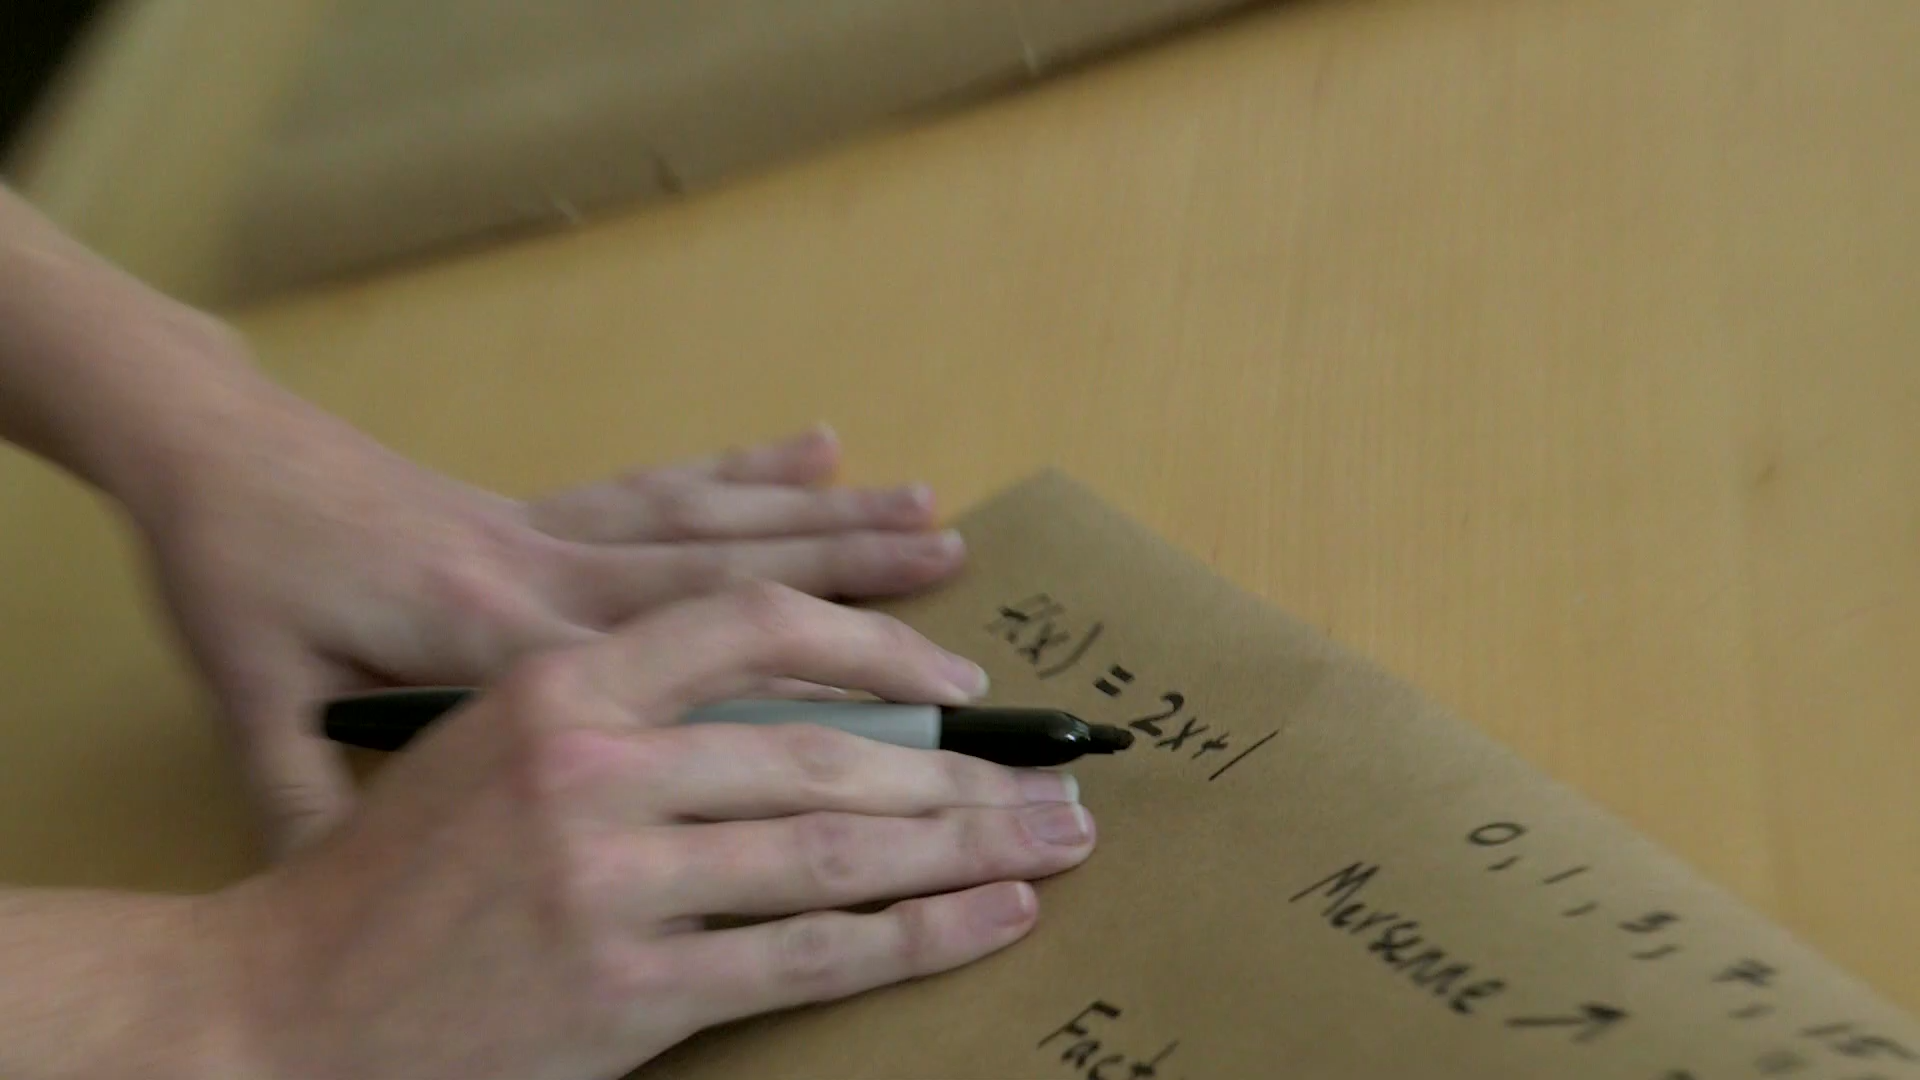 f(x) = 2x+1
0, 1, 3, 7, 15
Mersenne ↗
Fact